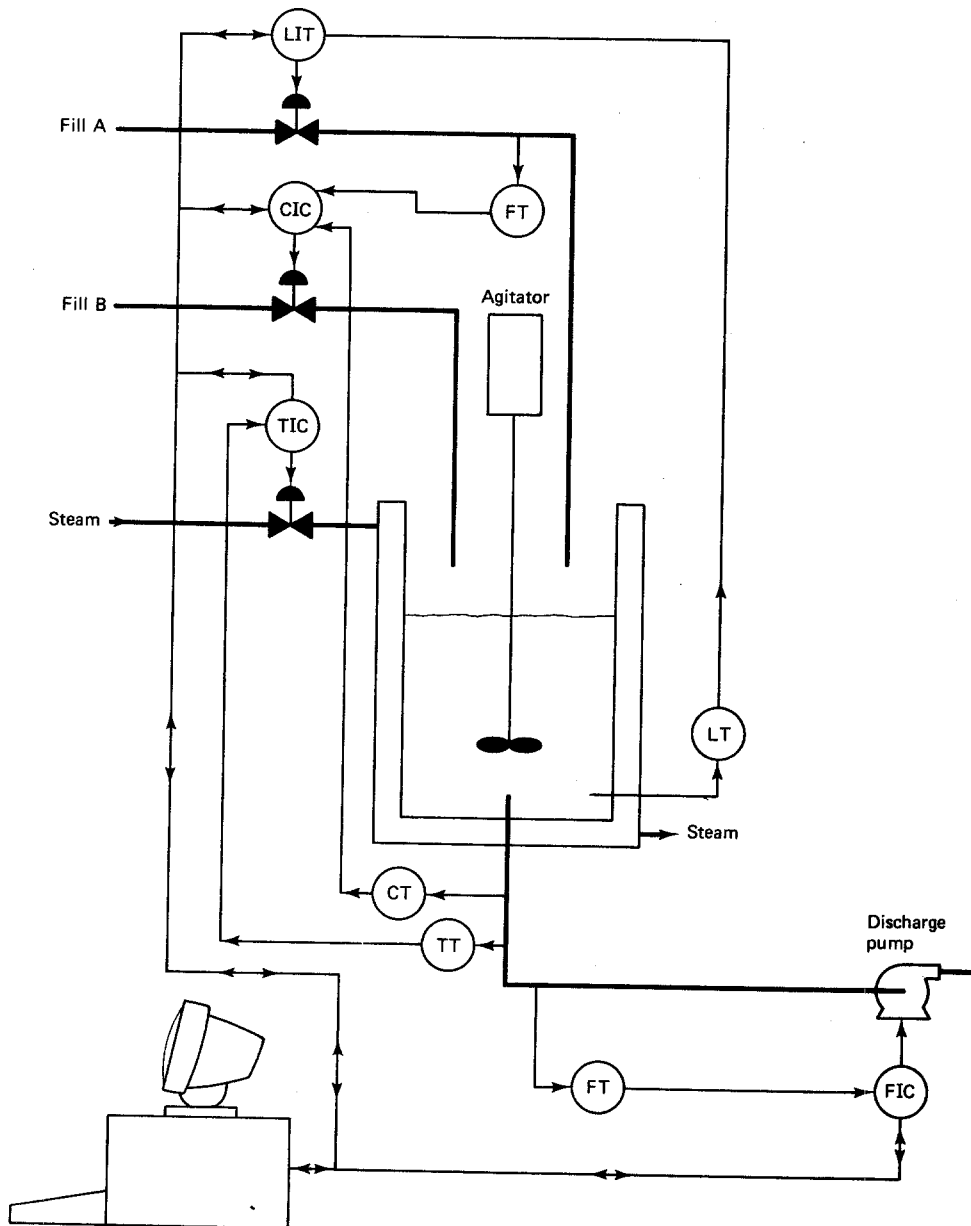 LIT
Fill A
CIC
FT
Fill B
Agitator
TIC
Steam
LT
Steam
CT
TT
Discharge
pump
FT
FIC